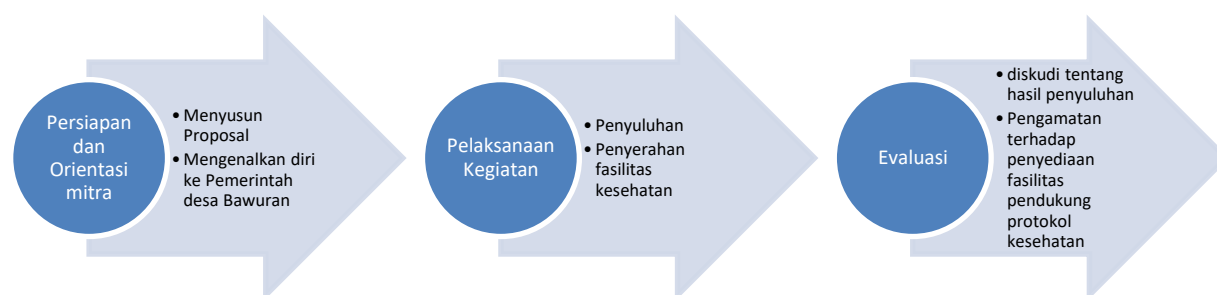 Persiapan
dan
Orientasi
mitra
• Menyusun
Proposal
• Mengenalkan diri
ke Pemerintah
desa Bawuran
Pelaksanaan
Kegiatan
• Penyuluhan
• Penyerahan
fasilitas
kesehatan
Evaluasi
• diskudi tentang
hasil penyuluhan
• Pengamatan
terhadap
penyediaan
fasilitas
pendukung
protokol
kesehatan